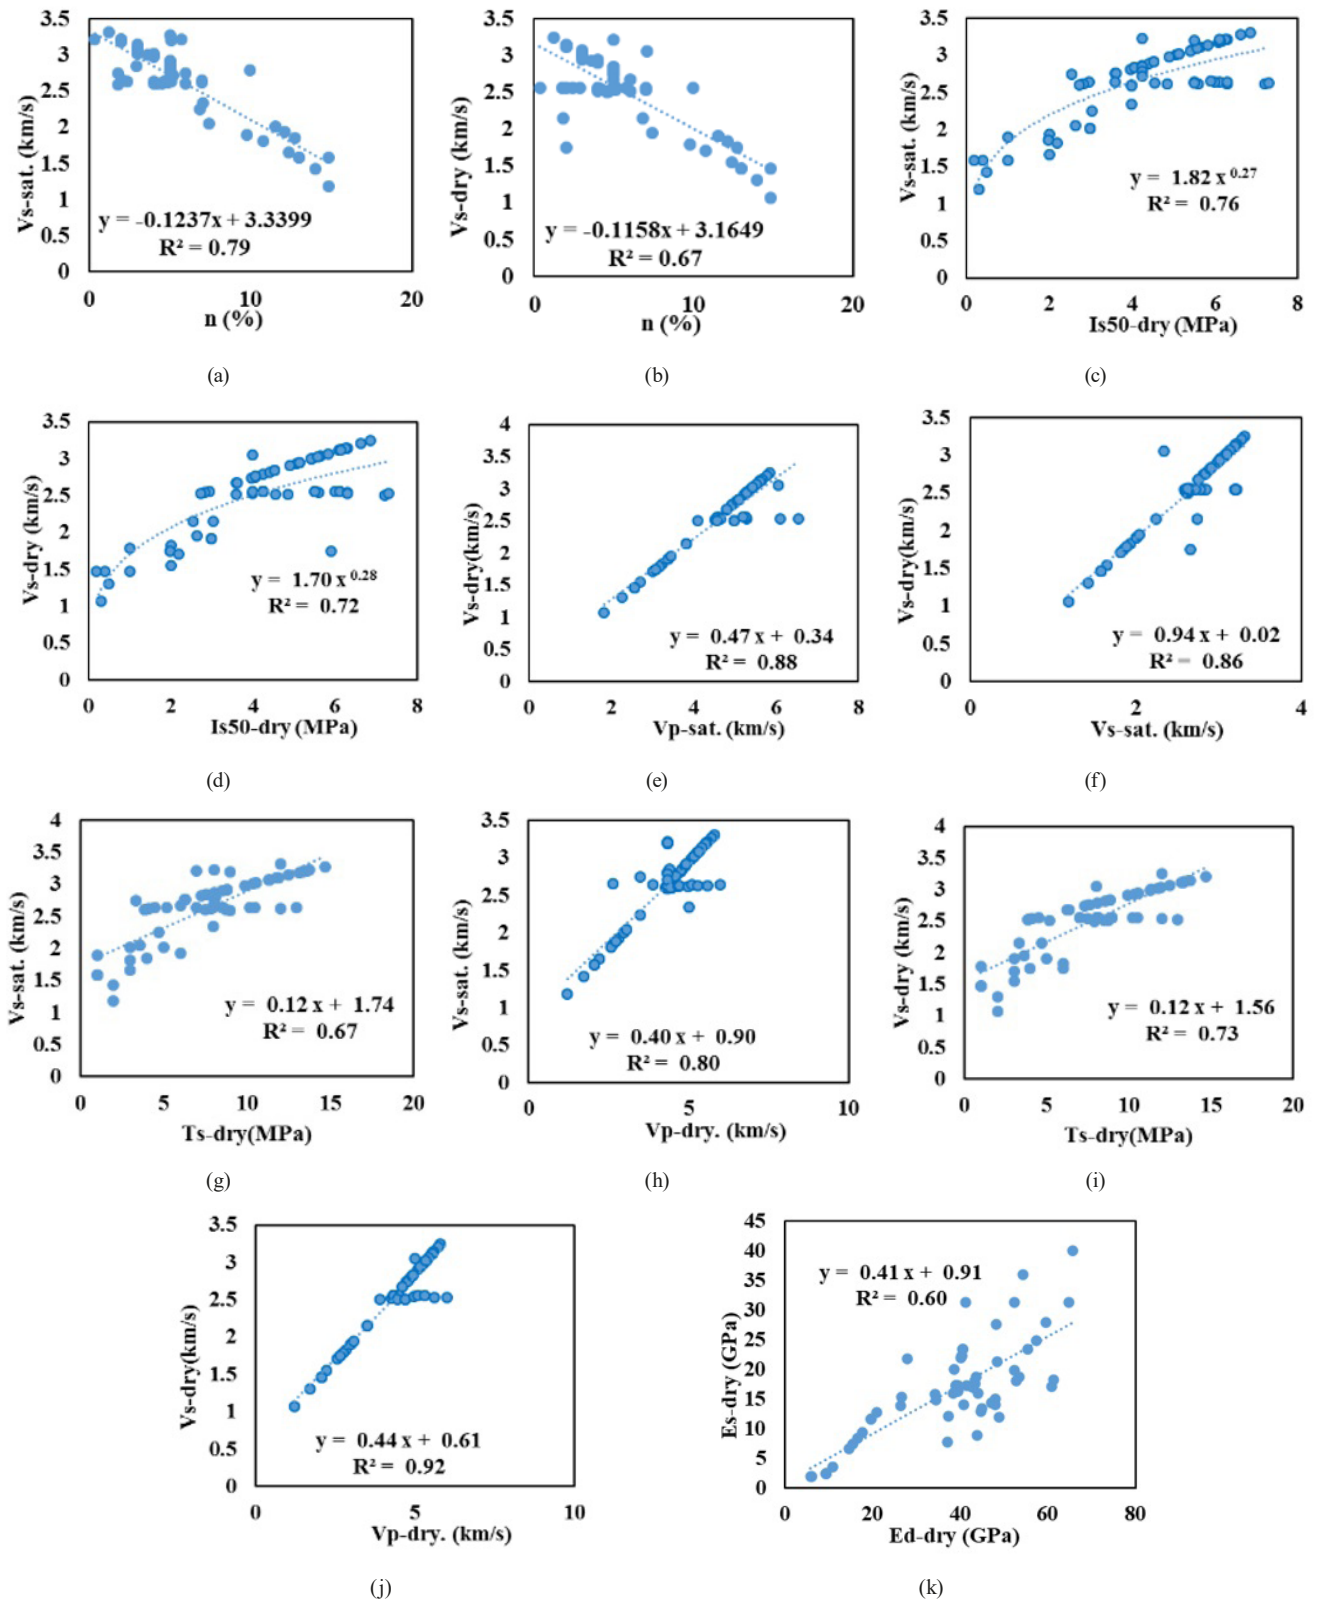 3.5
3
2.5
2
1.5
1
0.5
0
Vs-sat. (km/s)
y = -0.1237x + 3.3399
R² = 0.79
0 10 20
n (%)
(a)
3.5
3
2.5
2
1.5
1
0.5
0
Vs-dry (km/s)
y = -0.1158x + 3.1649
R² = 0.67
0 10 20
n (%)
(b)
3.5
3
2.5
2
1.5
1
0.5
0
Vs-sat. (km/s)
y = 1.82 x^0.27
R² = 0.76
0 2 4 6 8
Is50-dry (MPa)
(c)
3.5
3
2.5
2
1.5
1
0.5
0
Vs-dry (km/s)
y = 1.70 x^0.28
R² = 0.72
0 2 4 6 8
Is50-dry (MPa)
(d)
4
3.5
3
2.5
2
1.5
1
0.5
0
Vs-dry(km/s)
y = 0.47 x + 0.34
R² = 0.88
0 2 4 6 8
Vp-sat. (km/s)
(e)
3.5
3
2.5
2
1.5
1
0.5
0
Vs-dry(km/s)
y = 0.94 x + 0.02
R² = 0.86
0 2 4
Vs-sat. (km/s)
(f)
4
3.5
3
2.5
2
1.5
1
0.5
0
Vs-sat. (km/s)
y = 0.12 x + 1.74
R² = 0.67
0 5 10 15 20
Ts-dry(MPa)
(g)
3.5
3
2.5
2
1.5
1
0.5
0
Vs-sat. (km/s)
y = 0.40 x + 0.90
R² = 0.80
0 5 10
Vp-dry. (km/s)
(h)
4
3.5
3
2.5
2
1.5
1
0.5
0
Vs-dry (km/s)
y = 0.12 x + 1.56
R² = 0.73
0 5 10 15 20
Ts-dry(MPa)
(i)
3.5
3
2.5
2
1.5
1
0.5
0
Vs-dry(km/s)
y = 0.44 x + 0.61
R² = 0.92
0 5 10
Vp-dry. (km/s)
(j)
45
40
35
30
25
20
15
10
5
0
Es-dry (GPa)
y = 0.41 x + 0.91
R² = 0.60
0 20 40 60 80
Ed-dry (GPa)
(k)